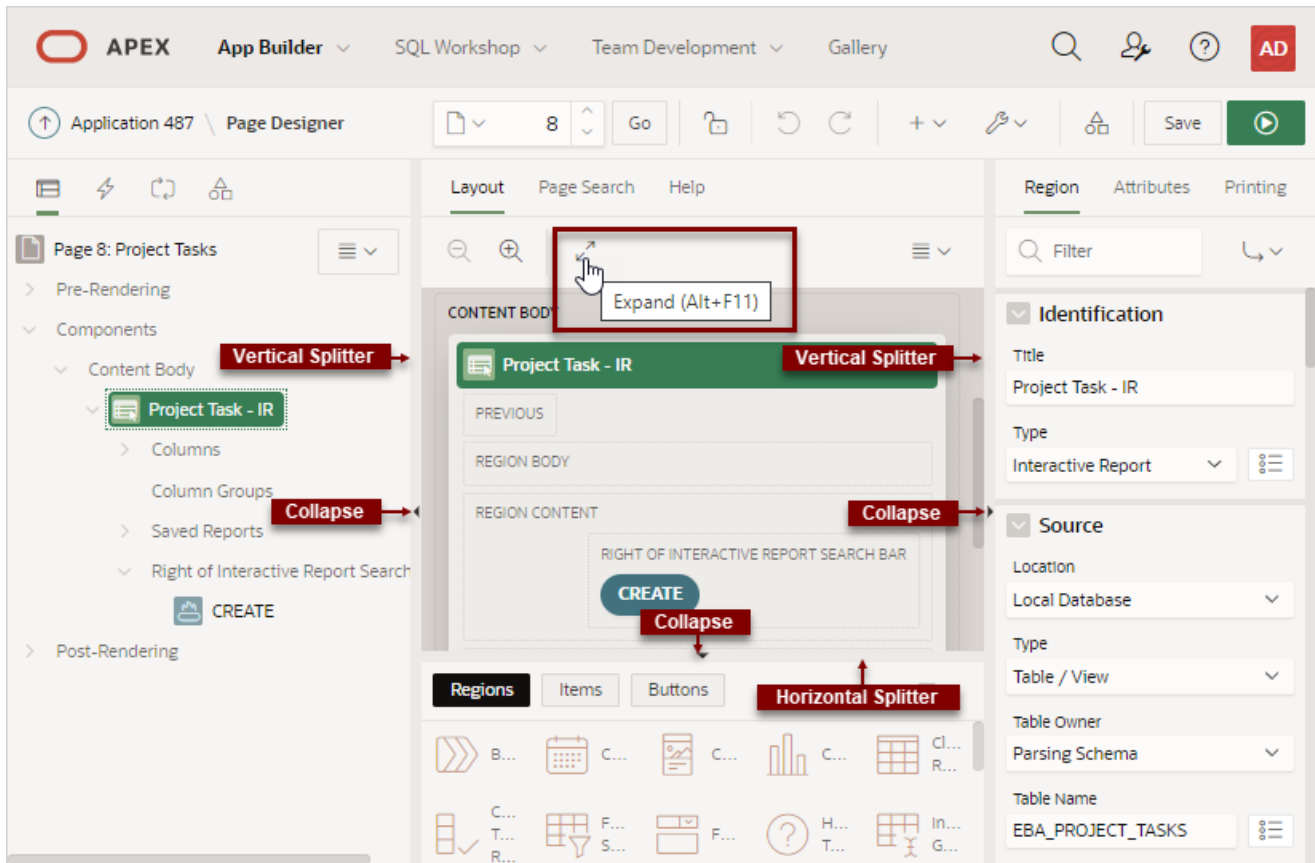 APEX App Builder SQL Workshop Team Development Gallery AD
Application 487 \ Page Designer 8 Go Save
Layout Page Search Help
Region Attributes Printing
Page 8: Project Tasks
Pre-Rendering
Components
Content Body
Project Task - IR
Columns
Column Groups
Saved Reports
Right of Interactive Report Search
CREATE
Post-Rendering
Vertical Splitter
Collapse
Expand (Alt+F11)
CONTENT BODY
Project Task - IR
Vertical Splitter
PREVIOUS
REGION BODY
REGION CONTENT
Collapse
RIGHT OF INTERACTIVE REPORT SEARCH BAR
CREATE
Collapse
Horizontal Splitter
Regions Items Buttons
B... C... C... C... Cl...
R...
C...
T...
R...
F...
S...
F...
H...
T...
In...
G...
Filter
Identification
Title
Project Task - IR
Type
Interactive Report
Source
Location
Local Database
Type
Table / View
Table Owner
Parsing Schema
Table Name
EBA_PROJECT_TASKS